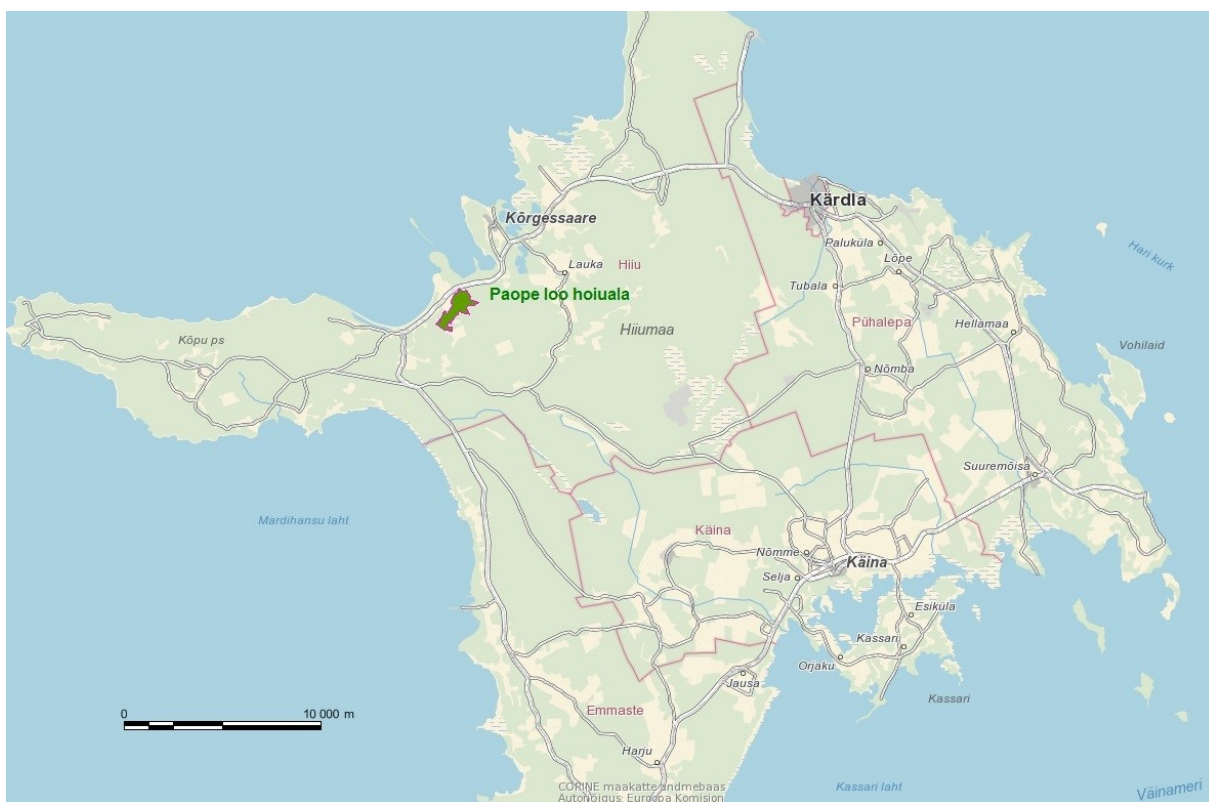 Kärdla
Kõrgessaare
Paluküla
Hari kurk
Lõpe
Lauka
Hiiu
Tubala
Paope loo hoiuala
Pühalepa
Hiiumaa
Hellamaa
Kõpu ps
Vohilaid
Nõmba
Suuremõisa
Mardihansu laht
Käina
Nõmme
Käina
Selja
Esiküla
Kassari
Orjaku
Jausa
Kassari
0 10 000 m
Emmaste
Harju
CORINE maakatte andmebaas
Kassari laht
Väinameri
Autoriõigus: Euroopa Komisjon